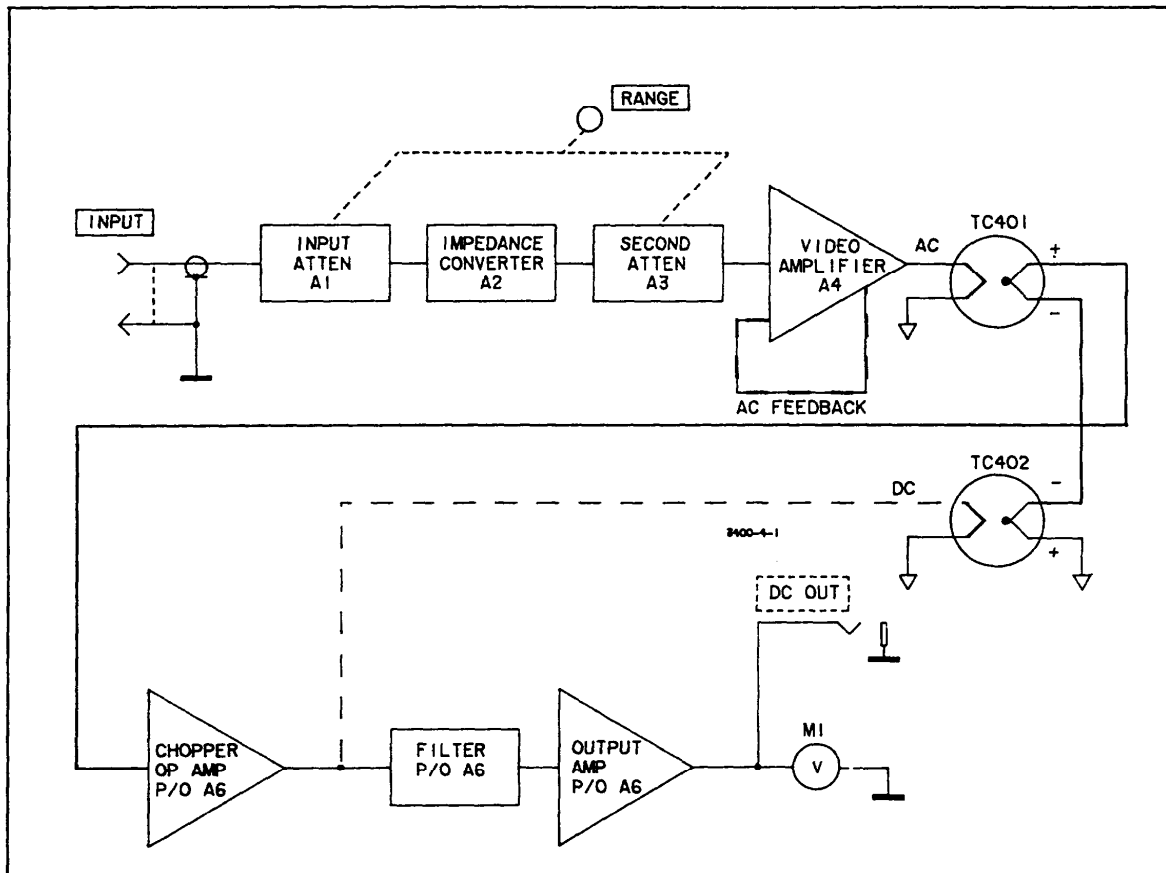 RANGE
INPUT
INPUT
ATTEN
A1
IMPEDANCE
CONVERTER
A2
SECOND
ATTEN
A3
VIDEO
AMPLIFIER
A4
AC
TC401
+
-
AC FEEDBACK
TC402
DC
-
+
3400-4-1
DC OUT
CHOPPER
OP AMP
P/O A6
FILTER
P/O A6
OUTPUT
AMP
P/O A6
M1
V